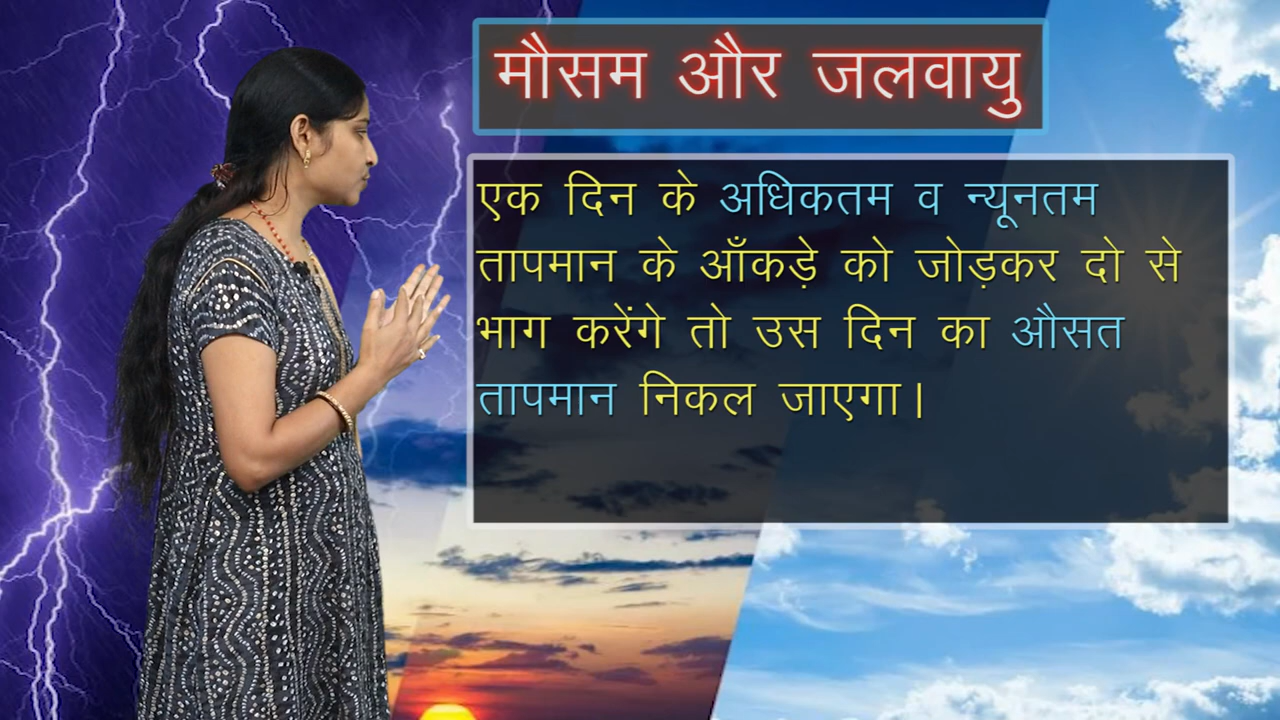 मौसम और जलवायु
एक दिन के अधिकतम व न्यूनतम
तापमान के आँकड़े को जोड़कर दो से
भाग करेंगे तो उस दिन का औसत
तापमान निकल जाएगा।